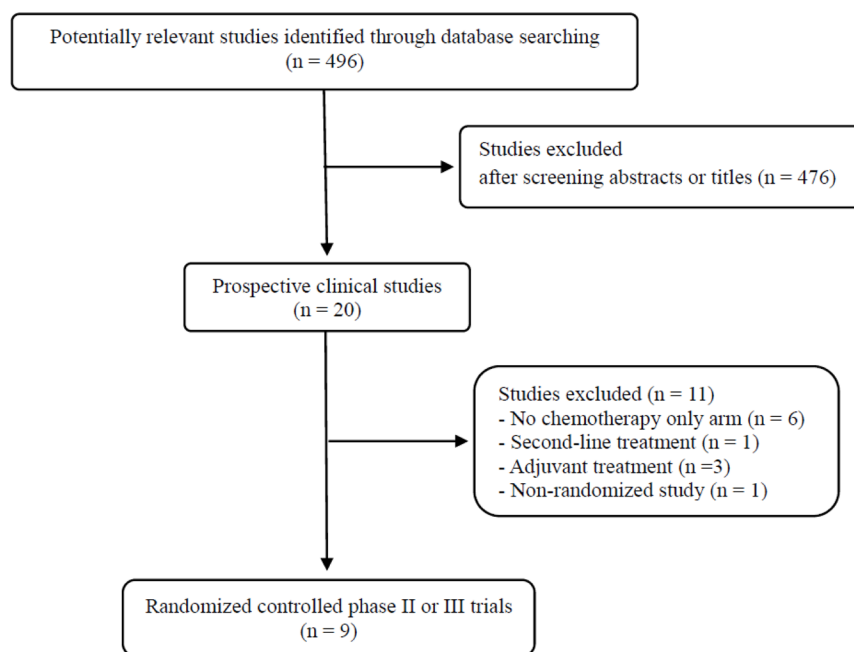 Potentially relevant studies identified through database searching
(n = 496)
Studies excluded
after screening abstracts or titles (n = 476)
Prospective clinical studies
(n = 20)
Studies excluded (n = 11)
- No chemotherapy only arm (n = 6)
- Second-line treatment (n = 1)
- Adjuvant treatment (n =3)
- Non-randomized study (n = 1)
Randomized controlled phase II or III trials
(n = 9)